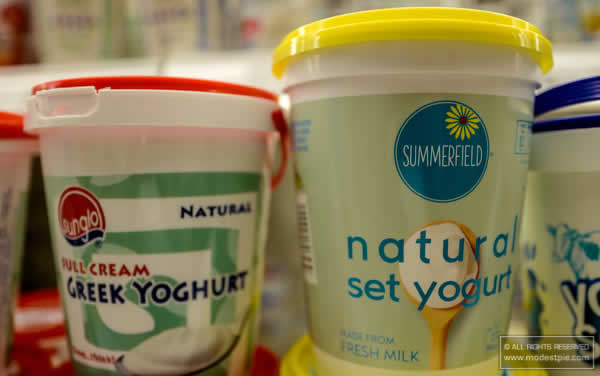 sunglo
NATURAL
FULL CREAM
GREEK YOGHURT
SUMMERFIELD
natural
set yogurt
MADE FROM
FRESH MILK
© ALL RIGHTS RESERVED
www.modestpie.com